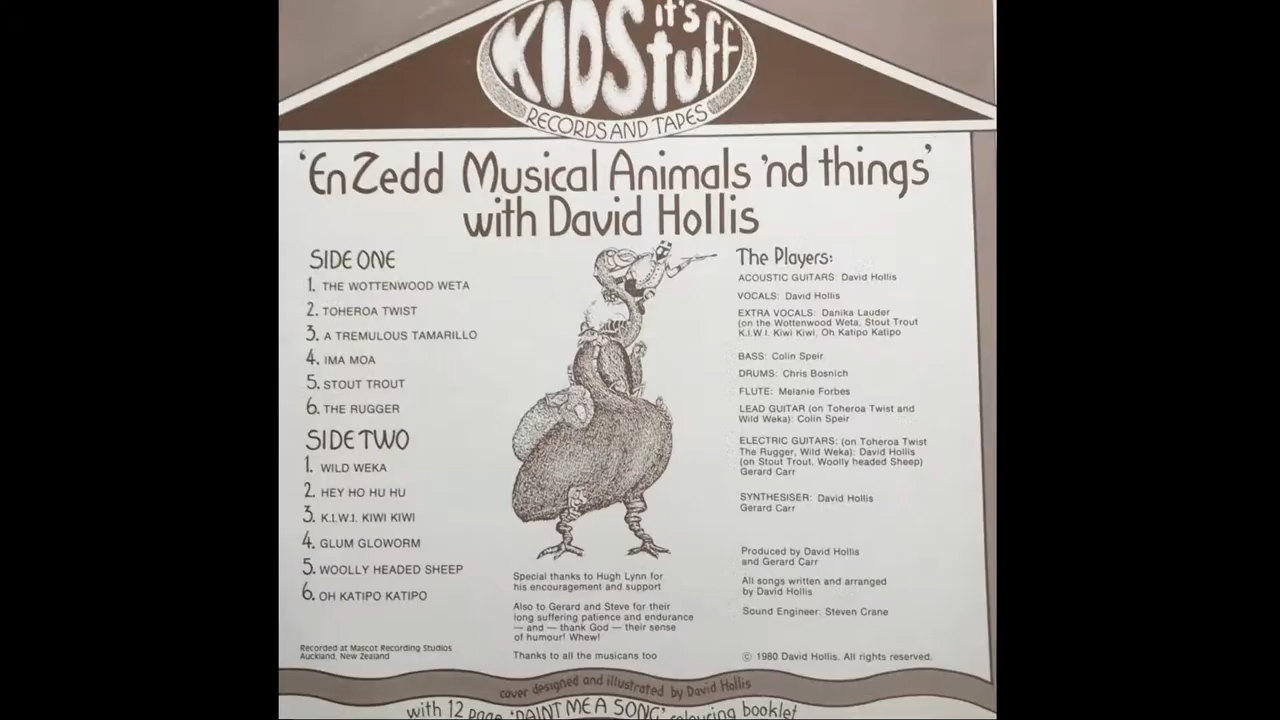 KIDS it's stuff
RECORDS AND TAPES
'En Zedd Musical Animals 'nd things'
with David Hollis
SIDE ONE
1. THE WOTTENWOOD WETA
2. TOHEROA TWIST
3. A TREMULOUS TAMARILLO
4. IMA MOA
5. STOUT TROUT
6. THE RUGGER
SIDE TWO
1. WILD WEKA
2. HEY HO HU HU
3. K.I.W.I. KIWI KIWI
4. GLUM GLOWORM
5. WOOLLY HEADED SHEEP
6. OH KATIPO KATIPO
Recorded at Mascot Recording Studios
Auckland, New Zealand
Special thanks to Hugh Lynn for
his encouragement and support
Also to Gerard and Steve for their
long suffering patience and endurance
— and — thank God — their sense
of humour! Whew!
Thanks to all the musicans too
The Players:
ACOUSTIC GUITARS: David Hollis
VOCALS: David Hollis
EXTRA VOCALS: Danika Lauder
(on the Wottenwood Weta, Stout Trout
K.I.W.I. Kiwi Kiwi, Oh Katipo Katipo
BASS: Colin Speir
DRUMS: Chris Bosnich
FLUTE: Melanie Forbes
LEAD GUITAR (on Toheroa Twist and
Wild Weka): Colin Speir
ELECTRIC GUITARS: (on Toheroa Twist
The Rugger, Wild Weka): David Hollis
(on Stout Trout, Woolly headed Sheep)
Gerard Carr
SYNTHESISER: David Hollis
Gerard Carr
Produced by David Hollis
and Gerard Carr
All songs written and arranged
by David Hollis
Sound Engineer: Steven Crane
© 1980 David Hollis. All rights reserved.
cover designed and illustrated by David Hollis
with 12 page 'PAINT ME A SONG' colouring booklet